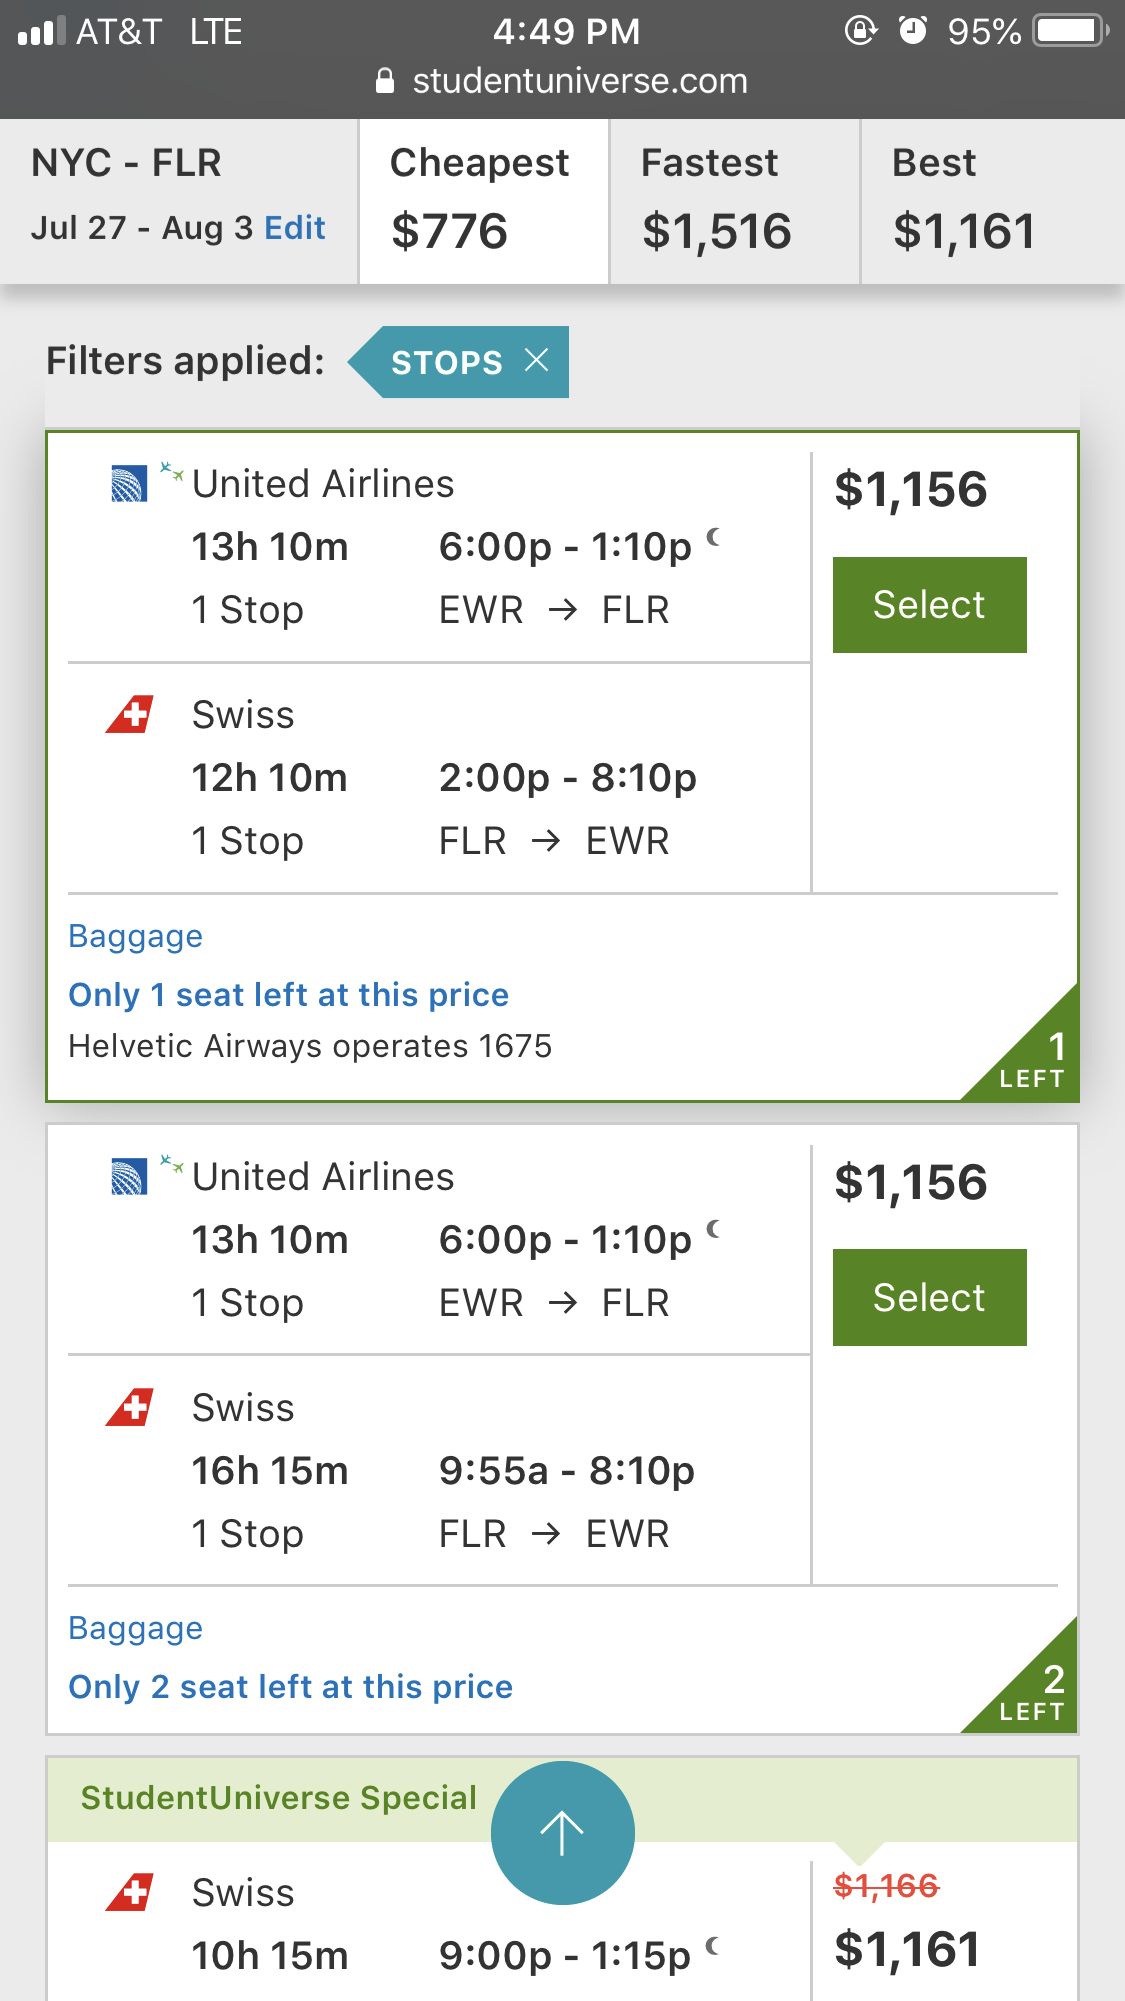 AT&T LTE 4:49 PM 95%
studentuniverse.com
NYC - FLR
Jul 27 - Aug 3 Edit
Cheapest
$776
Fastest
$1,516
Best
$1,161
Filters applied: STOPS
United Airlines
13h 10m 6:00p - 1:10p
1 Stop EWR → FLR
$1,156
Select
Swiss
12h 10m 2:00p - 8:10p
1 Stop FLR → EWR
Baggage
Only 1 seat left at this price
Helvetic Airways operates 1675
1
LEFT
United Airlines
13h 10m 6:00p - 1:10p
1 Stop EWR → FLR
$1,156
Select
Swiss
16h 15m 9:55a - 8:10p
1 Stop FLR → EWR
Baggage
Only 2 seat left at this price
2
LEFT
StudentUniverse Special
Swiss
10h 15m 9:00p - 1:15p
$1,166
$1,161